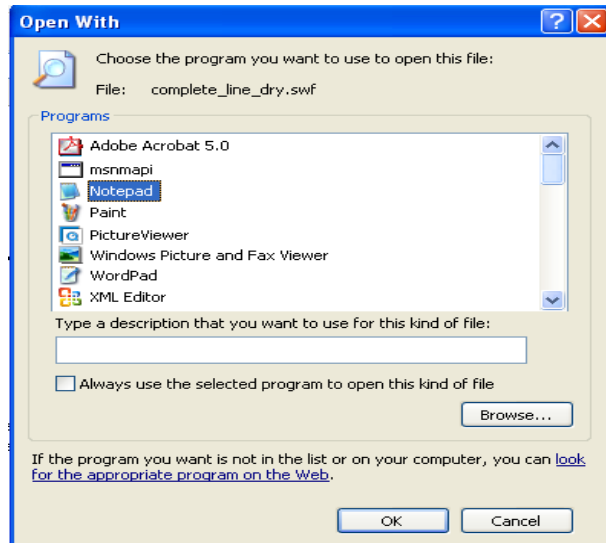 Open With
Choose the program you want to use to open this file:
File: complete_line_dry.swf
Programs
Adobe Acrobat 5.0
msnmapi
Notepad
Paint
PictureViewer
Windows Picture and Fax Viewer
WordPad
XML Editor
Type a description that you want to use for this kind of file:
Always use the selected program to open this kind of file
Browse...
If the program you want is not in the list or on your computer, you can look
for the appropriate program on the Web.
OK Cancel